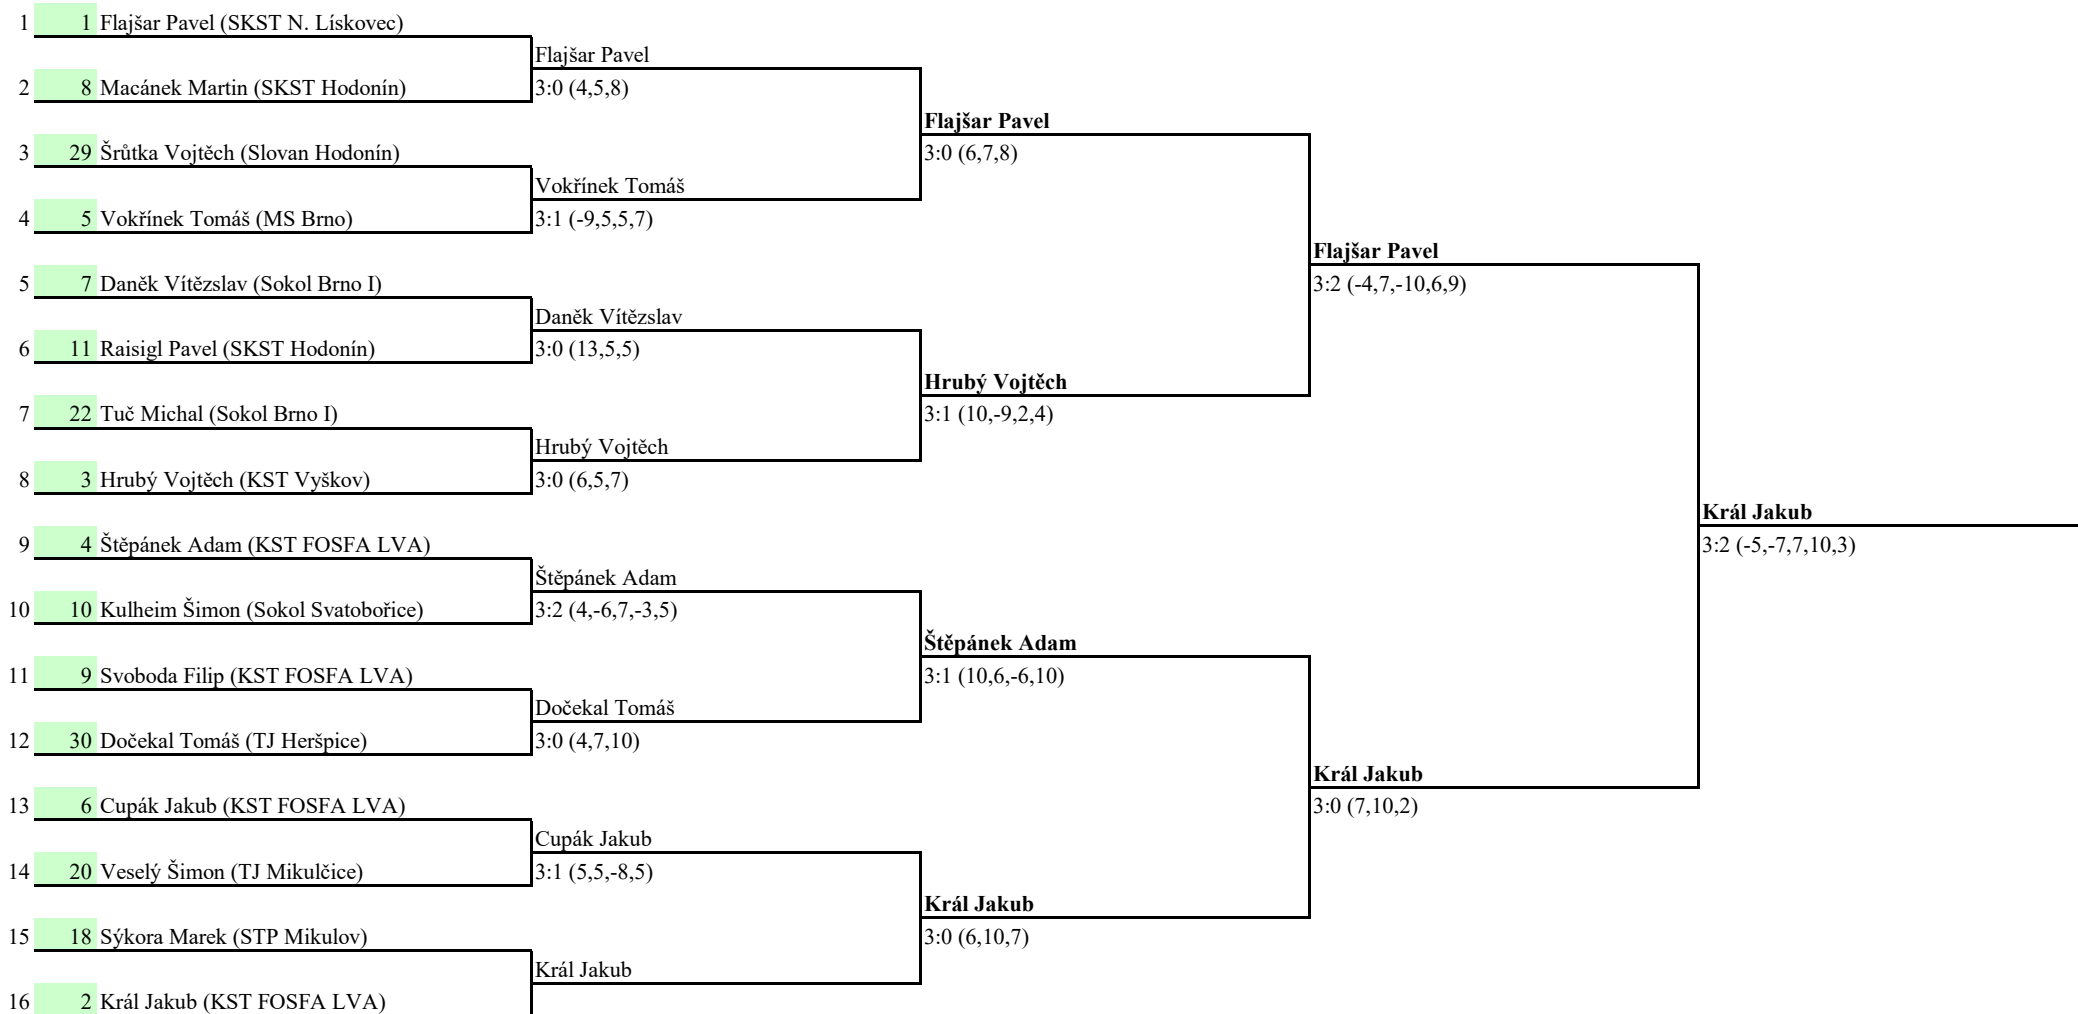 1 1 Flajšar Pavel (SKST N. Lískovec)
Flajšar Pavel
2 8 Macánek Martin (SKST Hodonín) 3:0 (4,5,8)
Flajšar Pavel
3 29 Šrůtka Vojtěch (Slovan Hodonín) 3:0 (6,7,8)
Vokřínek Tomáš
4 5 Vokřínek Tomáš (MS Brno) 3:1 (-9,5,5,7)
Flajšar Pavel
5 7 Daněk Vítězslav (Sokol Brno I) 3:2 (-4,7,-10,6,9)
Daněk Vítězslav
6 11 Raisigl Pavel (SKST Hodonín) 3:0 (13,5,5)
Hrubý Vojtěch
7 22 Tuč Michal (Sokol Brno I) 3:1 (10,-9,2,4)
Hrubý Vojtěch
8 3 Hrubý Vojtěch (KST Vyškov) 3:0 (6,5,7)
Král Jakub
9 4 Štěpánek Adam (KST FOSFA LVA) 3:2 (-5,-7,7,10,3)
Štěpánek Adam
10 10 Kulheim Šimon (Sokol Svatobořice) 3:2 (4,-6,7,-3,5)
Štěpánek Adam
11 9 Svoboda Filip (KST FOSFA LVA) 3:1 (10,6,-6,10)
Dočekal Tomáš
12 30 Dočekal Tomáš (TJ Heršpice) 3:0 (4,7,10)
Král Jakub
13 6 Cupák Jakub (KST FOSFA LVA) 3:0 (7,10,2)
Cupák Jakub
14 20 Veselý Šimon (TJ Mikulčice) 3:1 (5,5,-8,5)
Král Jakub
15 18 Sýkora Marek (STP Mikulov) 3:0 (6,10,7)
Král Jakub
16 2 Král Jakub (KST FOSFA LVA)